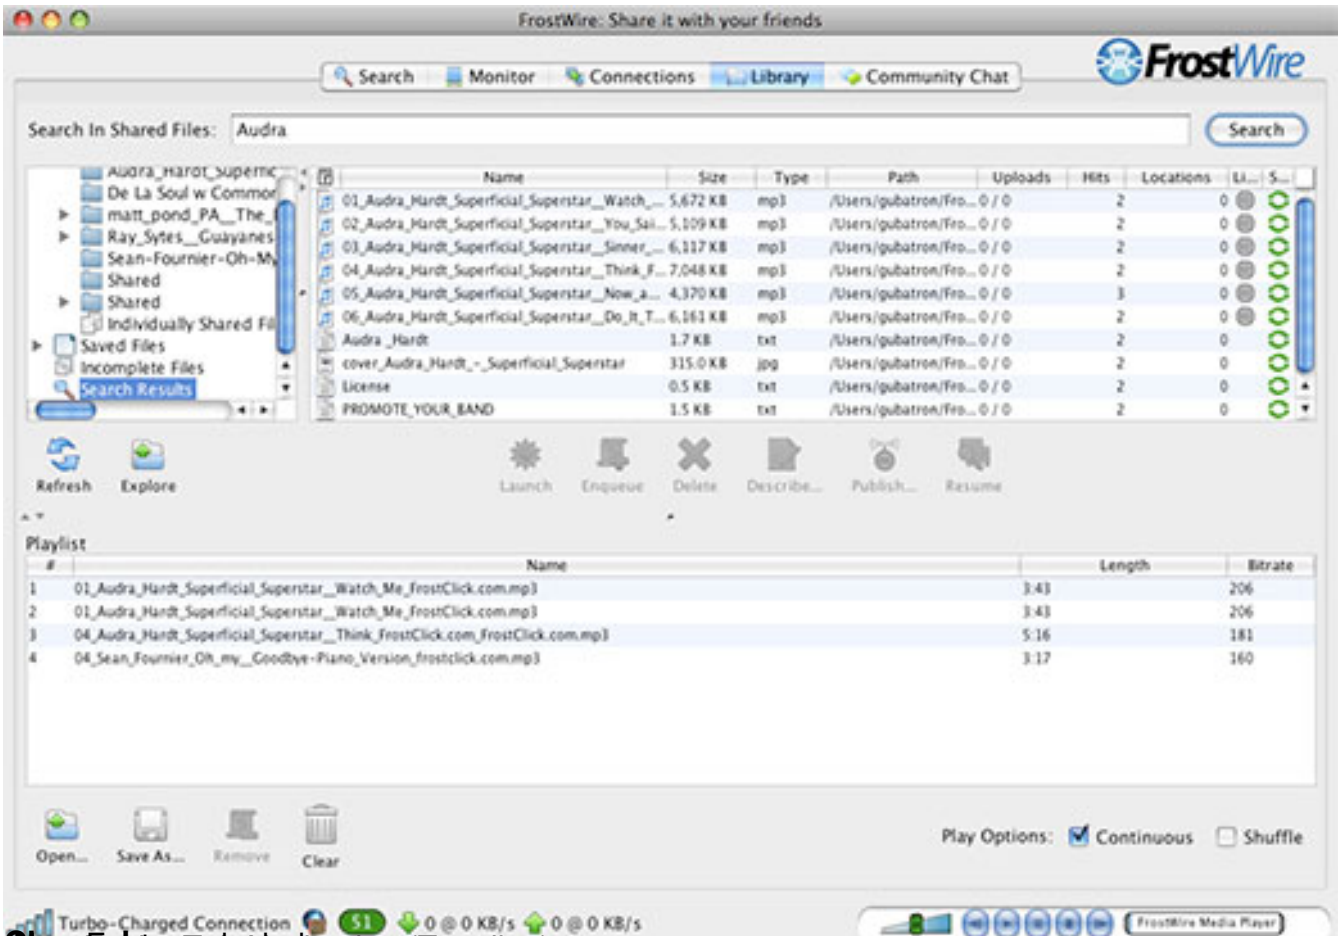 FrostWire: Share it with your friends
FrostWire
Search Monitor Connections Library Community Chat
Search In Shared Files: Audra Search
Audra_Hardt_Superfic
De La Soul w Common
matt_pond_PA__The_
Ray_Sytes__Guayanes
Sean-Fournier-Oh-My
Shared
Shared
Individually Shared Fil
Saved Files
Incomplete Files
Search Results
Name Size Type Path Uploads Hits Locations Li... S...
01_Audra_Hardt_Superficial_Superstar__Watch_... 5,672 KB mp3 /Users/gubatron/Fro... 0 / 0 2 0
02_Audra_Hardt_Superficial_Superstar__You_Sai... 5,109 KB mp3 /Users/gubatron/Fro... 0 / 0 2 0
03_Audra_Hardt_Superficial_Superstar__Sinner_... 6,117 KB mp3 /Users/gubatron/Fro... 0 / 0 2 0
04_Audra_Hardt_Superficial_Superstar__Think_F... 7,048 KB mp3 /Users/gubatron/Fro... 0 / 0 2 0
05_Audra_Hardt_Superficial_Superstar__Now_a... 4,370 KB mp3 /Users/gubatron/Fro... 0 / 0 3 0
06_Audra_Hardt_Superficial_Superstar__Do_It_T... 6,161 KB mp3 /Users/gubatron/Fro... 0 / 0 2 0
Audra _Hardt 1.7 KB txt /Users/gubatron/Fro... 0 / 0 2 0
cover_Audra_Hardt_-_Superficial_Superstar 315.0 KB jpg /Users/gubatron/Fro... 0 / 0 2 0
License 0.5 KB txt /Users/gubatron/Fro... 0 / 0 2 0
PROMOTE_YOUR_BAND 1.5 KB txt /Users/gubatron/Fro... 0 / 0 2 0
Refresh Explore Launch Enqueue Delete Describe... Publish... Resume
Playlist
# Name Length Bitrate
1 01_Audra_Hardt_Superficial_Superstar__Watch_Me_FrostClick.com.mp3 3:43 206
2 01_Audra_Hardt_Superficial_Superstar__Watch_Me_FrostClick.com.mp3 3:43 206
3 04_Audra_Hardt_Superficial_Superstar__Think_FrostClick.com_FrostClick.com.mp3 5:16 181
4 04_Sean_Fournier_Oh_my__Goodbye-Piano_Version_frostclick.com.mp3 3:17 160
Open... Save As... Remove Clear
Play Options: Continuous Shuffle
Turbo-Charged Connection 51 0 @ 0 KB/s 0 @ 0 KB/s FrostWire Media Player